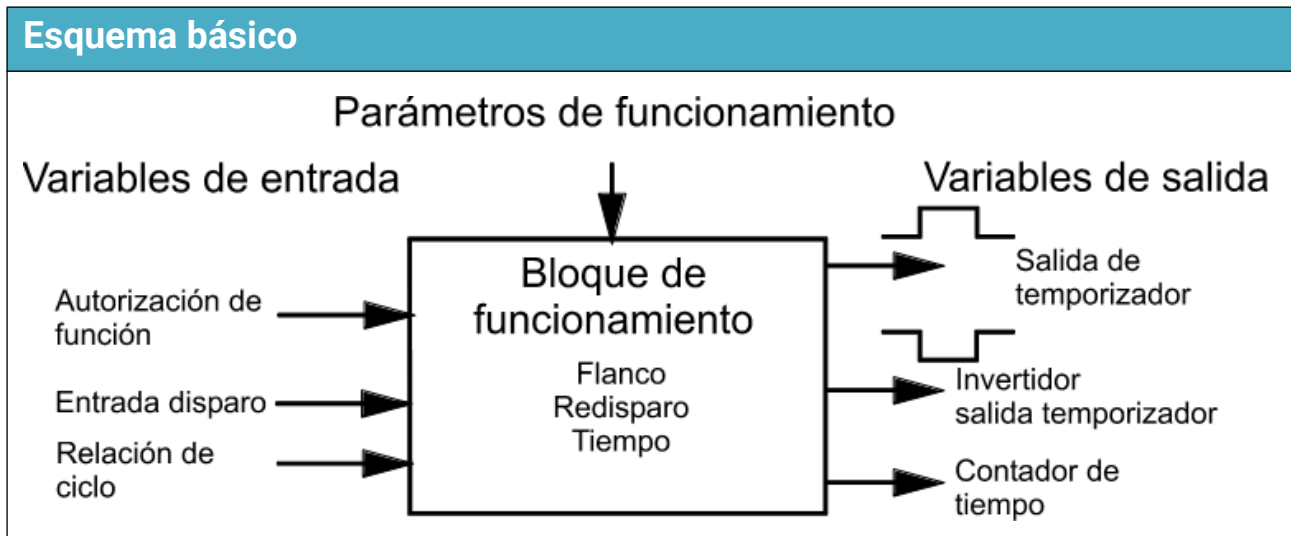 Esquema básico
Parámetros de funcionamiento
Variables de entrada
Variables de salida
Autorización de
función
Entrada disparo
Relación de
ciclo
Bloque de
funcionamiento
Flanco
Redisparo
Tiempo
Salida de
temporizador
Invertidor
salida temporizador
Contador de
tiempo